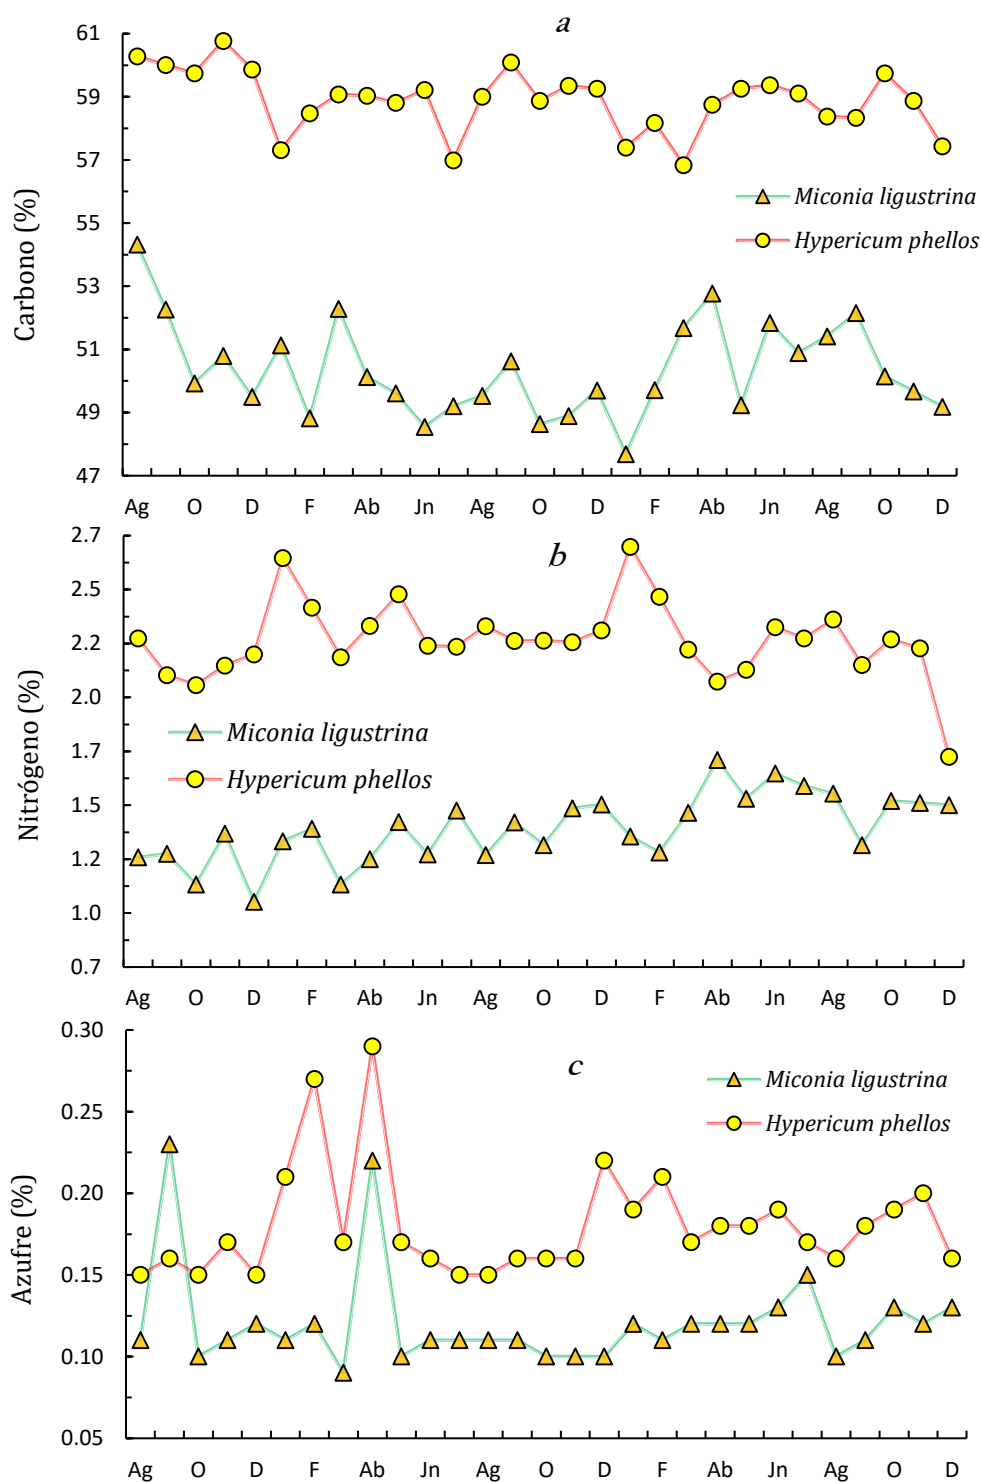 a
61
59
57
55
53
51
49
47
Carbono (%)
Miconia ligustrina
Hypericum phellos
Ag O D F Ab Jn Ag O D F Ab Jn Ag O D
b
2.7
2.5
2.2
2.0
1.7
1.5
1.2
1.0
0.7
Nitrógeno (%)
Miconia ligustrina
Hypericum phellos
Ag O D F Ab Jn Ag O D F Ab Jn Ag O D
c
0.30
0.25
0.20
0.15
0.10
0.05
Azufre (%)
Miconia ligustrina
Hypericum phellos
Ag O D F Ab Jn Ag O D F Ab Jn Ag O D